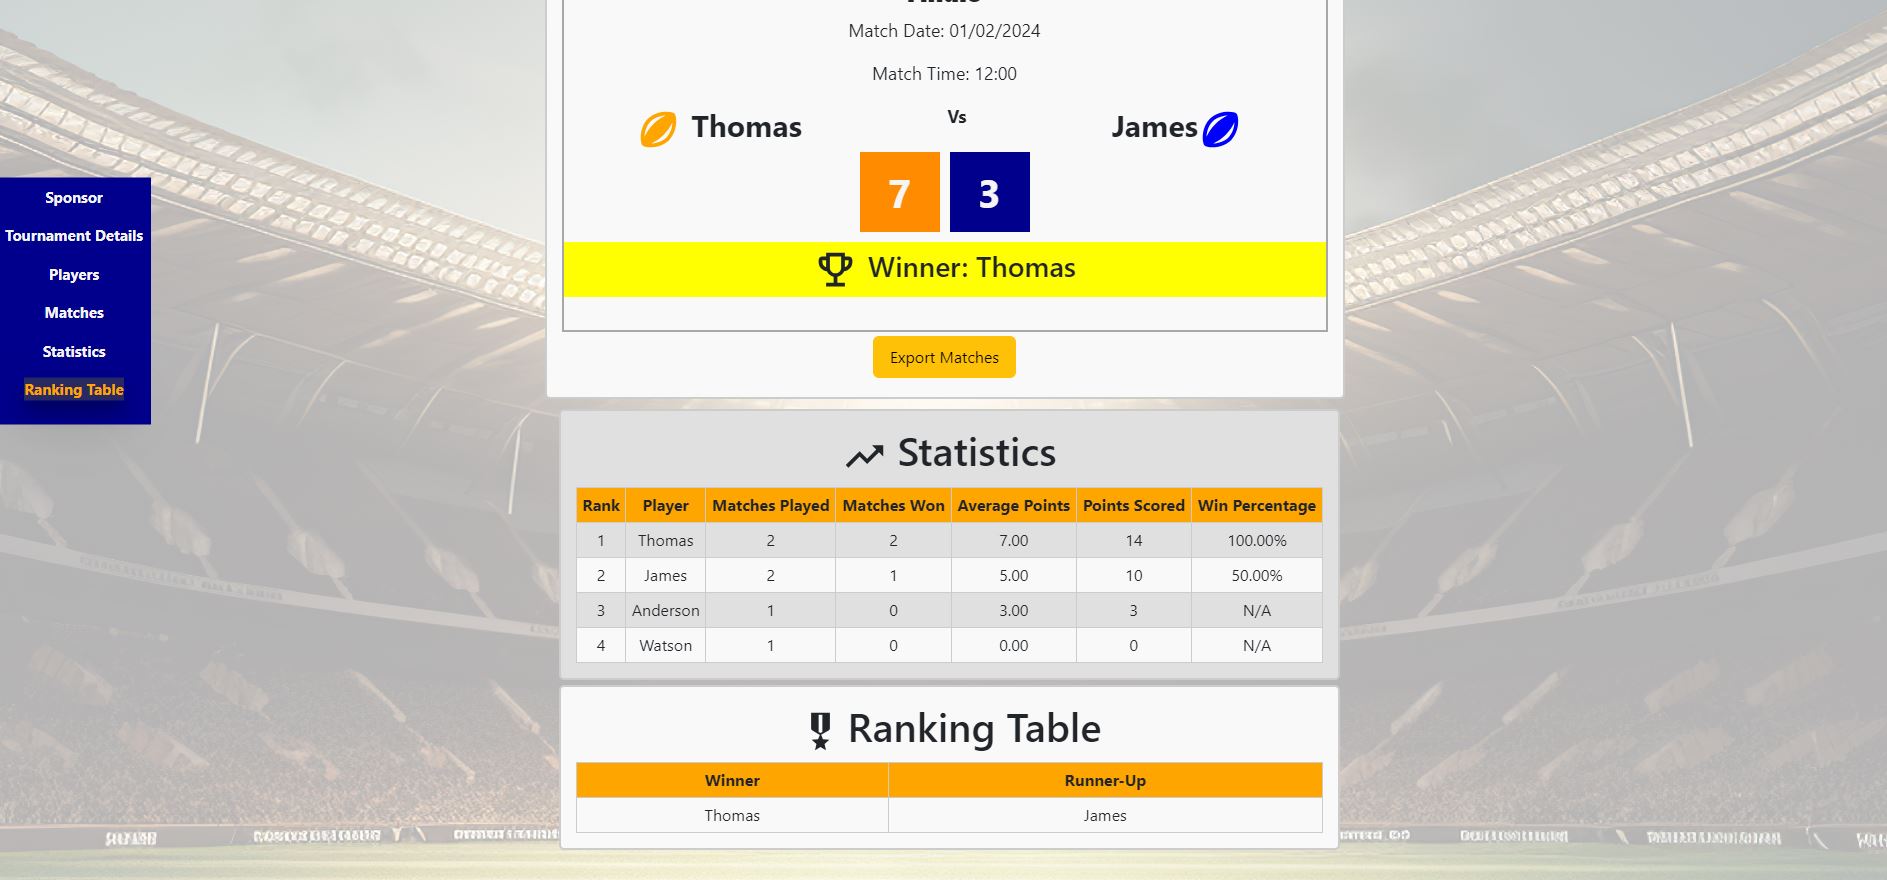 Match Date: 01/02/2024
Match Time: 12:00
Thomas Vs James
7 3
Winner: Thomas
Export Matches
Sponsor
Tournament Details
Players
Matches
Statistics
Ranking Table
Statistics
Rank Player Matches Played Matches Won Average Points Points Scored Win Percentage
1 Thomas 2 2 7.00 14 100.00%
2 James 2 1 5.00 10 50.00%
3 Anderson 1 0 3.00 3 N/A
4 Watson 1 0 0.00 0 N/A
Ranking Table
Winner Runner-Up
Thomas James